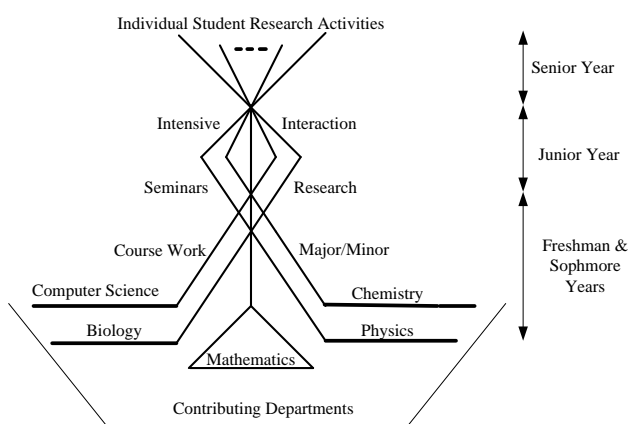 Individual Student Research Activities
Senior Year
Intensive Interaction
Junior Year
Seminars Research
Course Work Major/Minor
Freshman &
Sophmore
Years
Computer Science Chemistry
Biology Physics
Mathematics
Contributing Departments